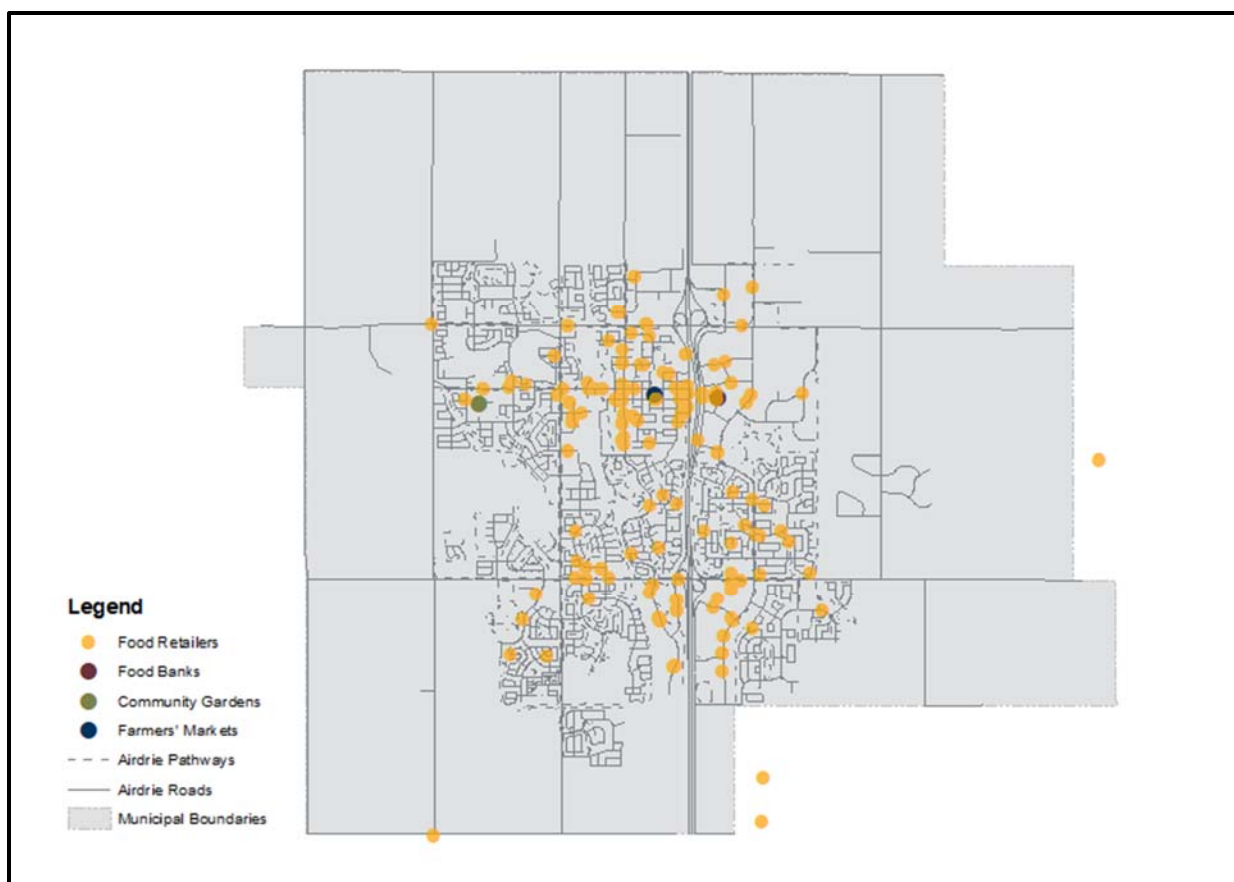 Legend
Food Retailers
Food Banks
Community Gardens
Farmers' Markets
Airdrie Pathways
Airdrie Roads
Municipal Boundaries